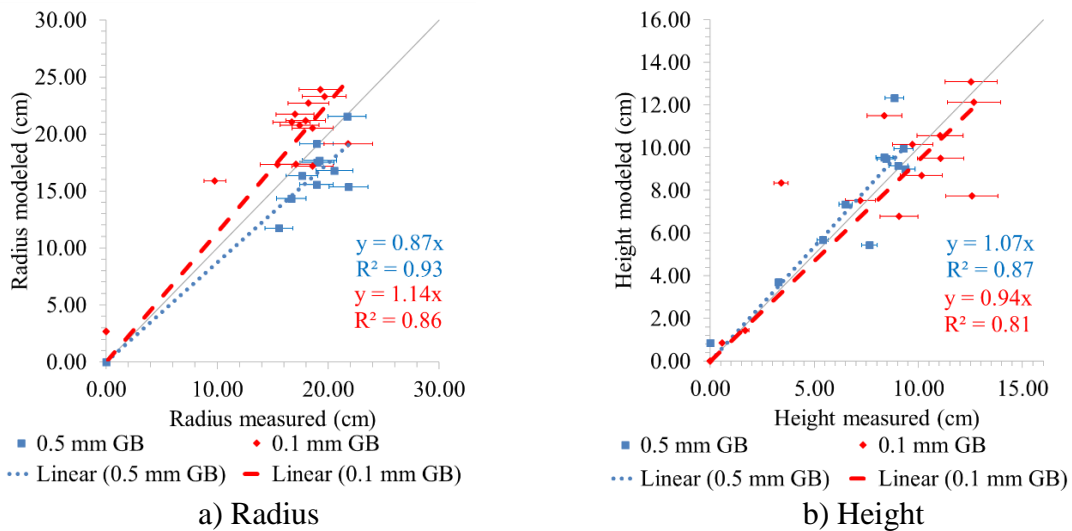 30.00
25.00
20.00
15.00
10.00
5.00
0.00
0.00 10.00 20.00 30.00
Radius modeled (cm)
Radius measured (cm)
y = 0.87x
R² = 0.93
y = 1.14x
R² = 0.86
0.5 mm GB 0.1 mm GB
Linear (0.5 mm GB) Linear (0.1 mm GB)
a) Radius
16.00
14.00
12.00
10.00
8.00
6.00
4.00
2.00
0.00
0.00 5.00 10.00 15.00
Height modeled (cm)
Height measured (cm)
y = 1.07x
R² = 0.87
y = 0.94x
R² = 0.81
0.5 mm GB 0.1 mm GB
Linear (0.5 mm GB) Linear (0.1 mm GB)
b) Height